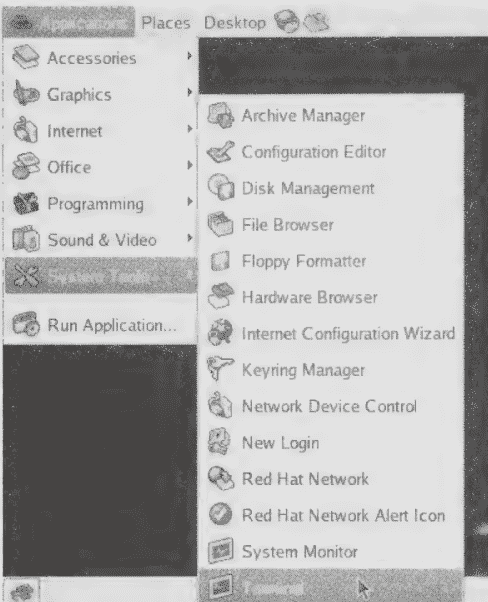 Places Desktop
Accessories
Graphics
Internet
Office
Programming
Sound & Video
Run Application...
Archive Manager
Configuration Editor
Disk Management
File Browser
Floppy Formatter
Hardware Browser
Internet Configuration Wizard
Keyring Manager
Network Device Control
New Login
Red Hat Network
Red Hat Network Alert Icon
System Monitor